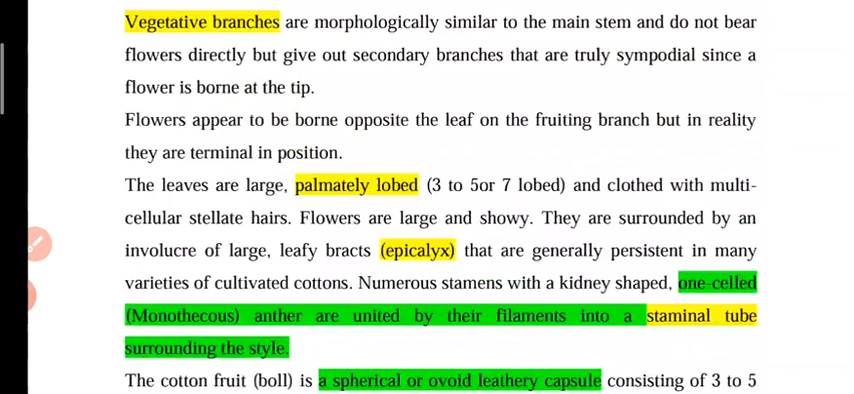 Vegetative branches are morphologically similar to the main stem and do not bear
flowers directly but give out secondary branches that are truly sympodial since a
flower is borne at the tip.
Flowers appear to be borne opposite the leaf on the fruiting branch but in reality
they are terminal in position.
The leaves are large, palmately lobed (3 to 5or 7 lobed) and clothed with multi-
cellular stellate hairs. Flowers are large and showy. They are surrounded by an
involucre of large, leafy bracts (epicalyx) that are generally persistent in many
varieties of cultivated cottons. Numerous stamens with a kidney shaped, one-celled
(Monothecous) anther are united by their filaments into a staminal tube
surrounding the style.
The cotton fruit (boll) is a spherical or ovoid leathery capsule consisting of 3 to 5